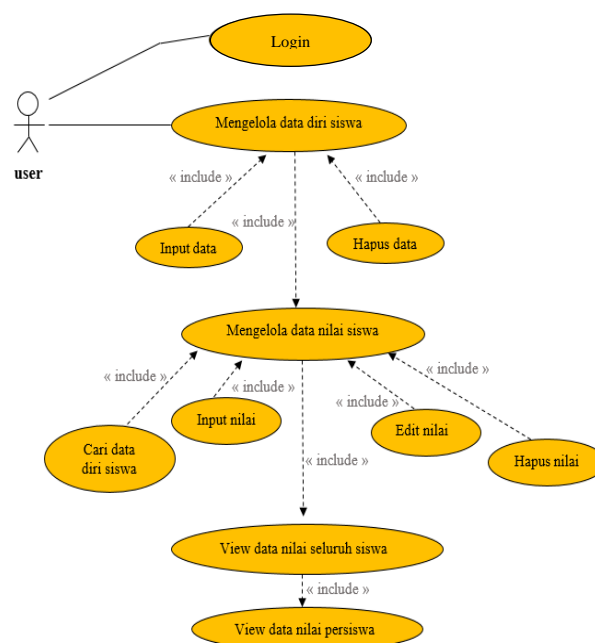 Login
Mengelola data diri siswa
user
« include »
« include »
« include »
Input data
Hapus data
Mengelola data nilai siswa
« include »
« include »
« include »
« include »
Input nilai
Edit nilai
Cari data
diri siswa
Hapus nilai
« include »
View data nilai seluruh siswa
« include »
View data nilai persiswa